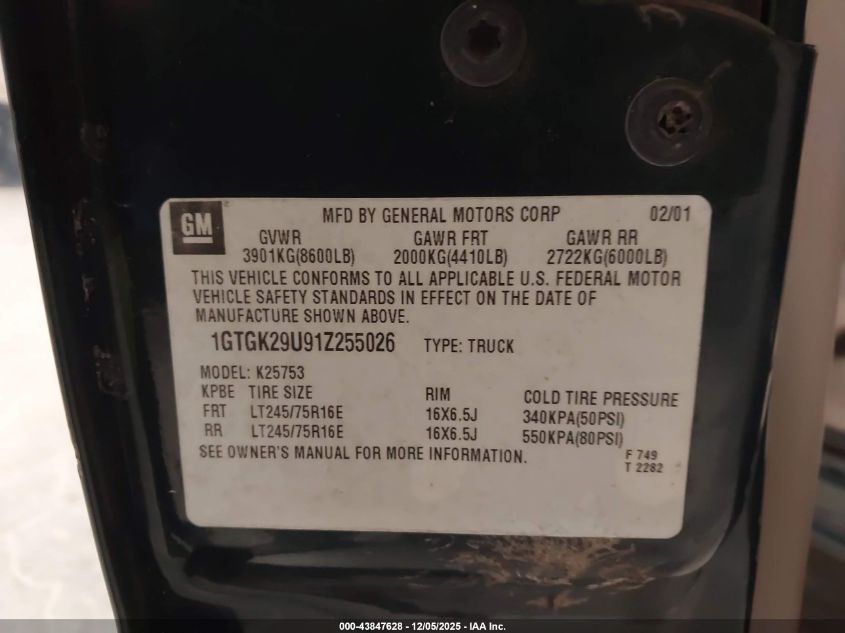 GM
MFD BY GENERAL MOTORS CORP 02/01
GVWR GAWR FRT GAWR RR
3901KG(8600LB) 2000KG(4410LB) 2722KG(6000LB)
THIS VEHICLE CONFORMS TO ALL APPLICABLE U.S. FEDERAL MOTOR
VEHICLE SAFETY STANDARDS IN EFFECT ON THE DATE OF
MANUFACTURE SHOWN ABOVE.
1GTGK29U91Z255026 TYPE: TRUCK
MODEL: K25753
KPBE TIRE SIZE RIM COLD TIRE PRESSURE
FRT LT245/75R16E 16X6.5J 340KPA(50PSI)
RR LT245/75R16E 16X6.5J 550KPA(80PSI)
SEE OWNER'S MANUAL FOR MORE INFORMATION.
F 749
T 2282
000-43847628 - 12/05/2025 - IAA Inc.